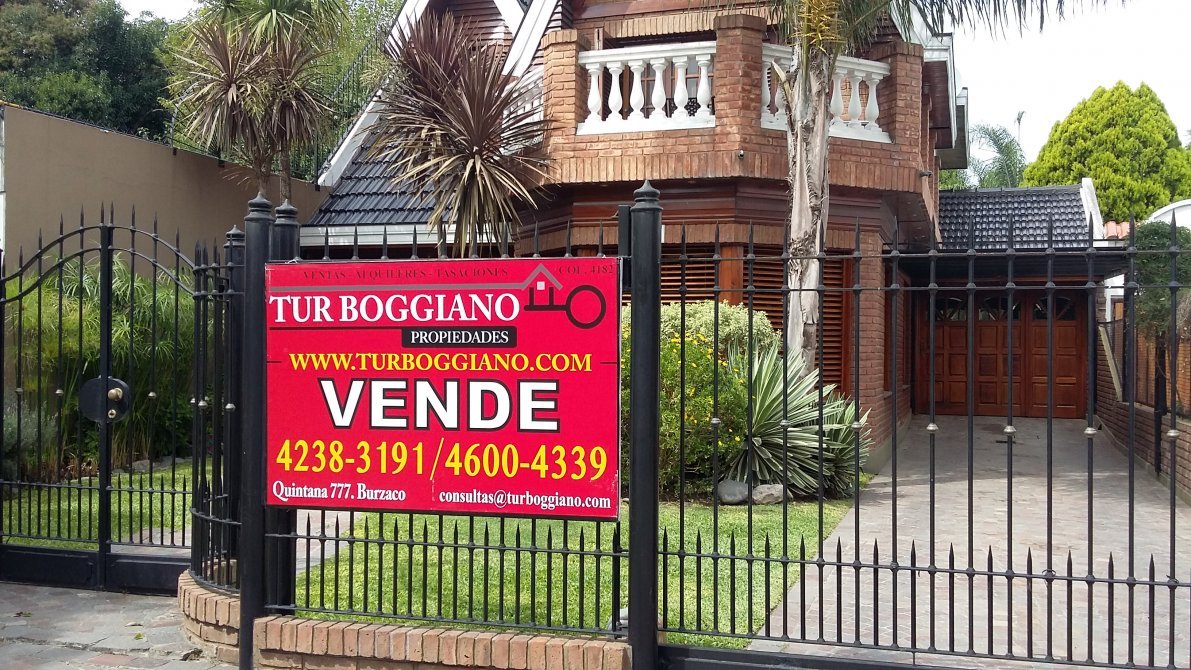 VENTAS - ALQUILERES - TASACIONES COL. 4182
TUR BOGGIANO
PROPIEDADES
WWW.TURBOGGIANO.COM
VENDE
4238-3191/4600-4339
Quintana 777. Burzaco consultas@turboggiano.com